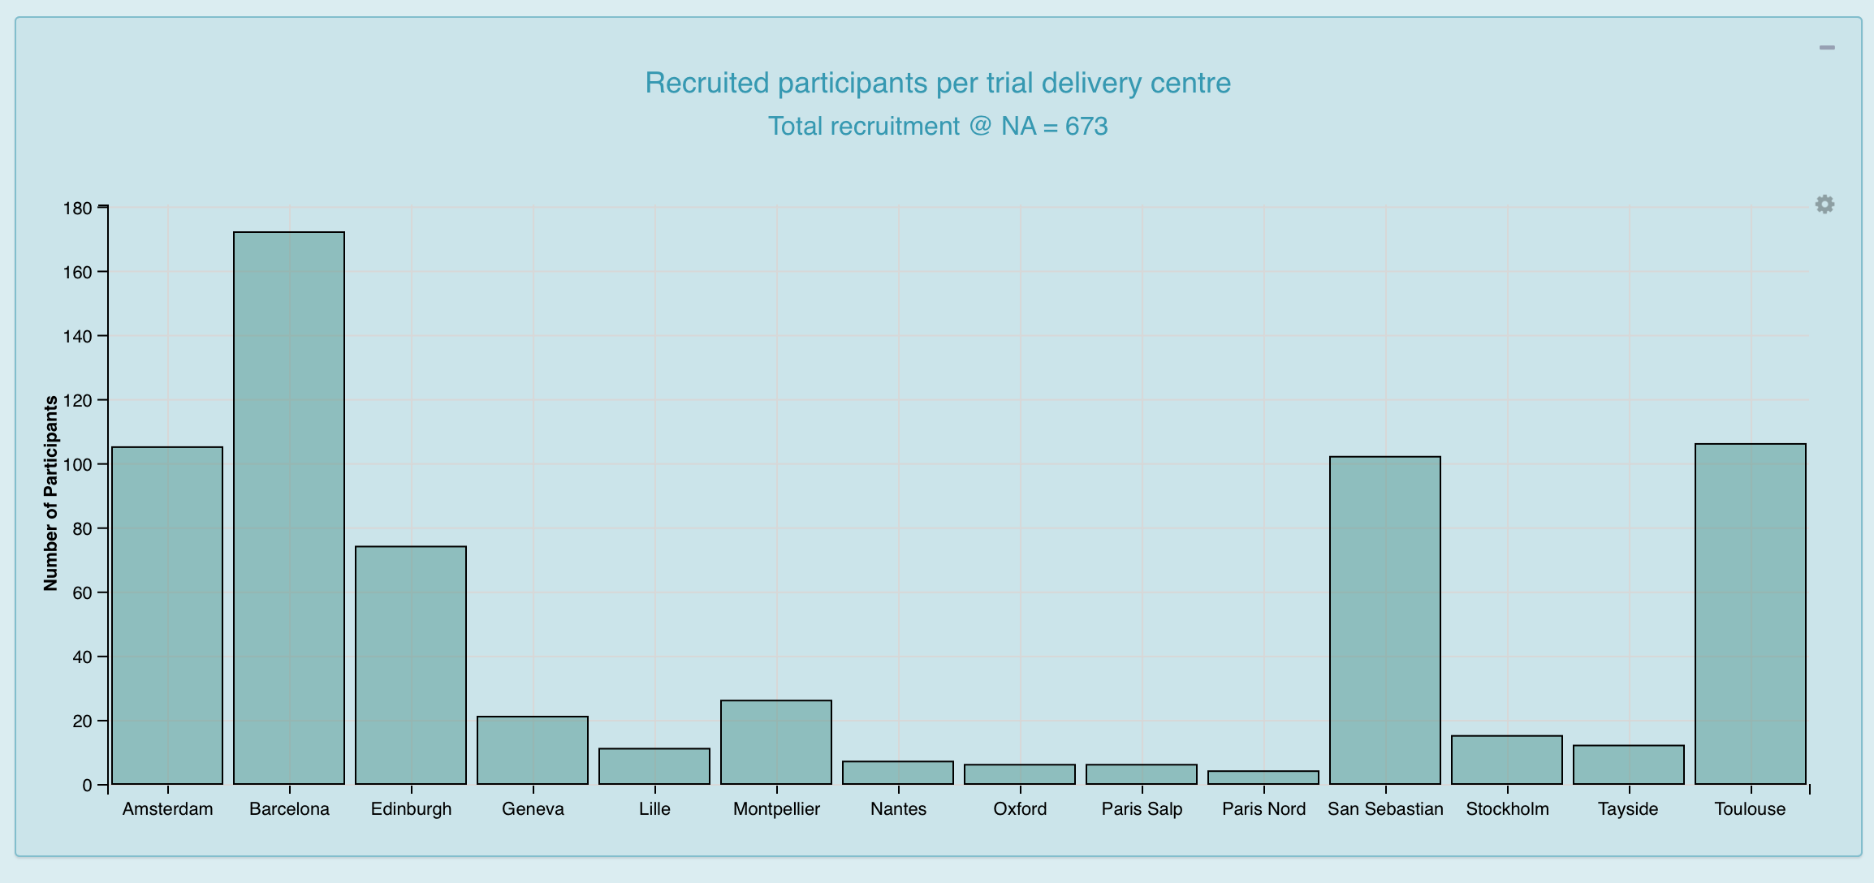 Recruited participants per trial delivery centre
Total recruitment @ NA = 673
180
160
140
120
100
80
60
40
20
0
Number of Participants
Amsterdam Barcelona Edinburgh Geneva Lille Montpellier Nantes Oxford Paris Salp Paris Nord San Sebastian Stockholm Tayside Toulouse